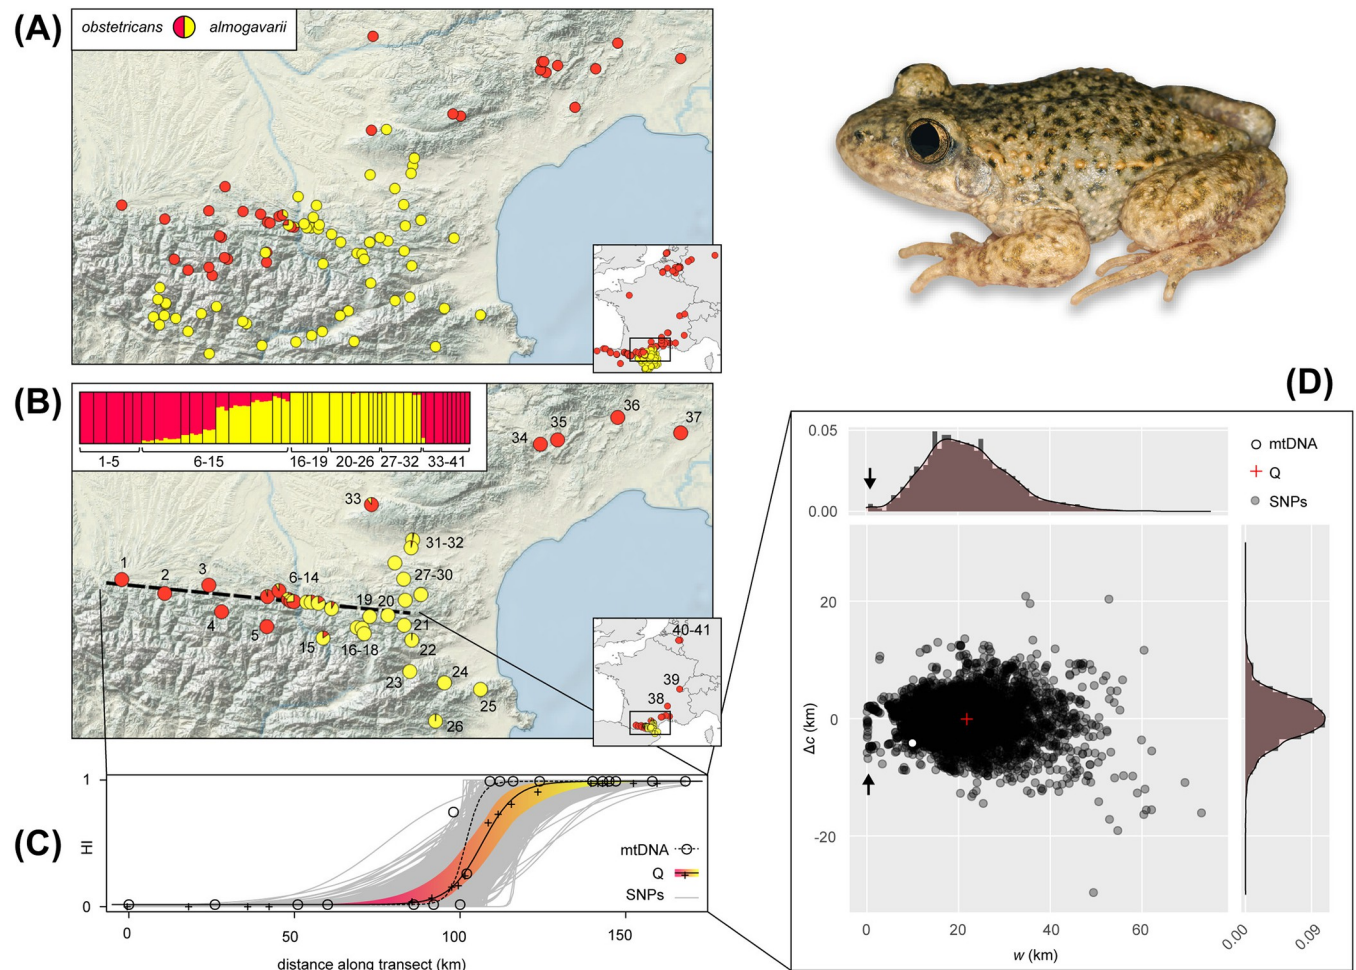 (A)
obstetricans almogavarii
(B)
1-5 6-15 16-19 20-26 27-32 33-41
36
35
37
34
33
31-32
1
2
3
6-14
27-30
19 20
4
5
15
16-18
21
22
23
24
25
26
40-41
39
38
(C)
1
0
HI
mtDNA
Q
SNPs
0 50 100 150
distance along transect (km)
(D)
0.05
0.00
mtDNA
Q
SNPs
20
0
-20
Δc (km)
0 20 40 60
w (km)
0.00 0.09